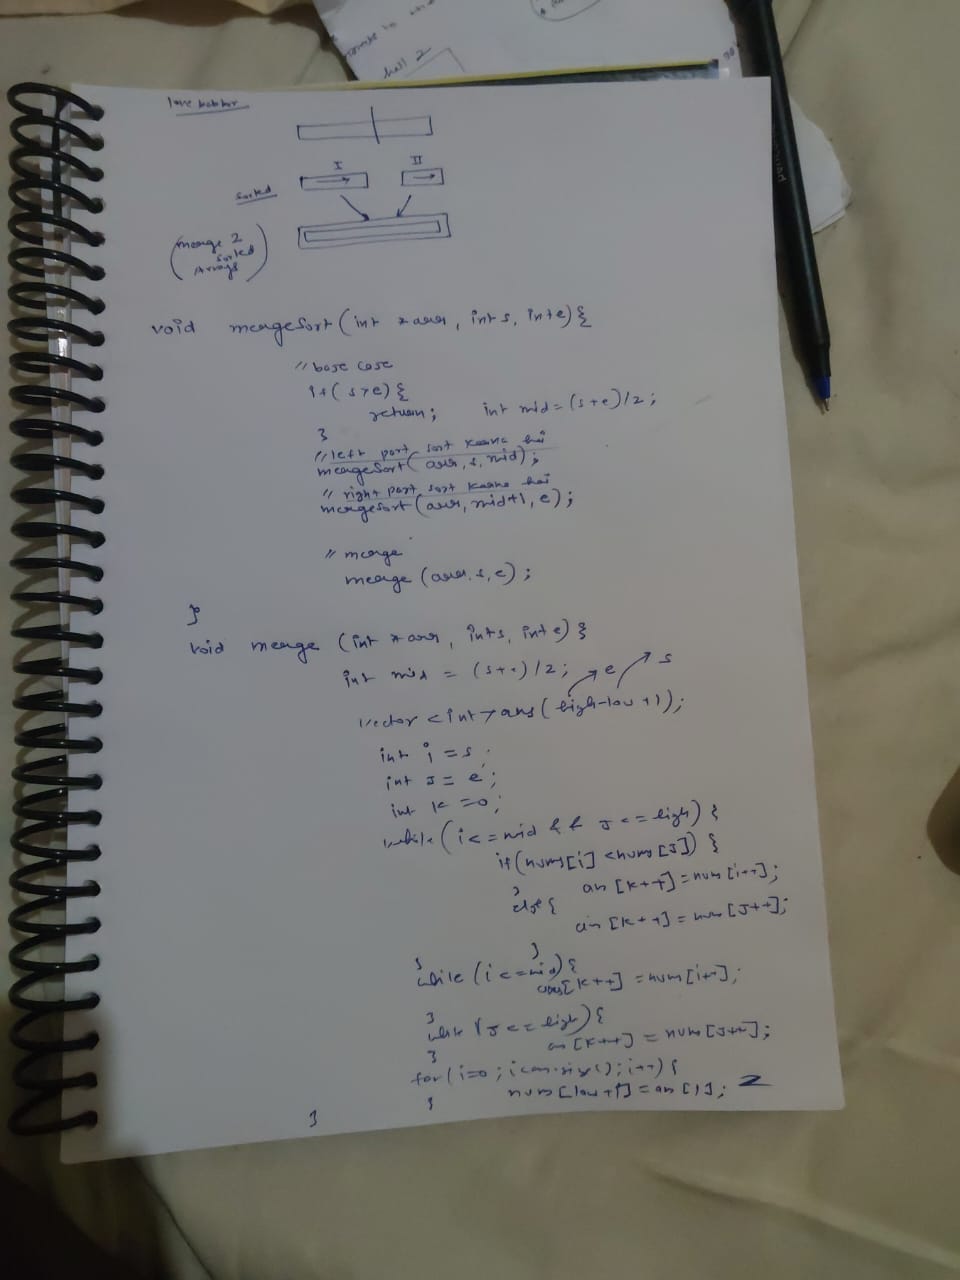 hall 2
love babbar
I II
sorted
(merge 2
sorted
Arrays)
void mergeSort(int *arr, int s, int e){
// base case
if(s>e){
return; int mid=(s+e)/2;
}
// left part sort karna hai
mergeSort(arr, s, mid);
// right part sort karna hai
mergeSort(arr, mid+1, e);
// merge
merge(arr, s, e);
}
void merge (int *arr, int s, int e){
int mid = (s+e)/2; e s
vector<int>ans(high-low+1);
int i = s;
int j = e;
int k = 0;
while(i<=mid && j<=high){
if(nums[i]<nums[j]){
ans[k++]=nums[i++];
}
else{
ans[k++]=nums[j++];
}
}
while(i<=mid){
ans[k++]=nums[i++];
}
while(j<=high){
ans[k++]=nums[j++];
}
for(i=0;i<ans.size();i++){
nums[low+i]=ans[i];
}
}